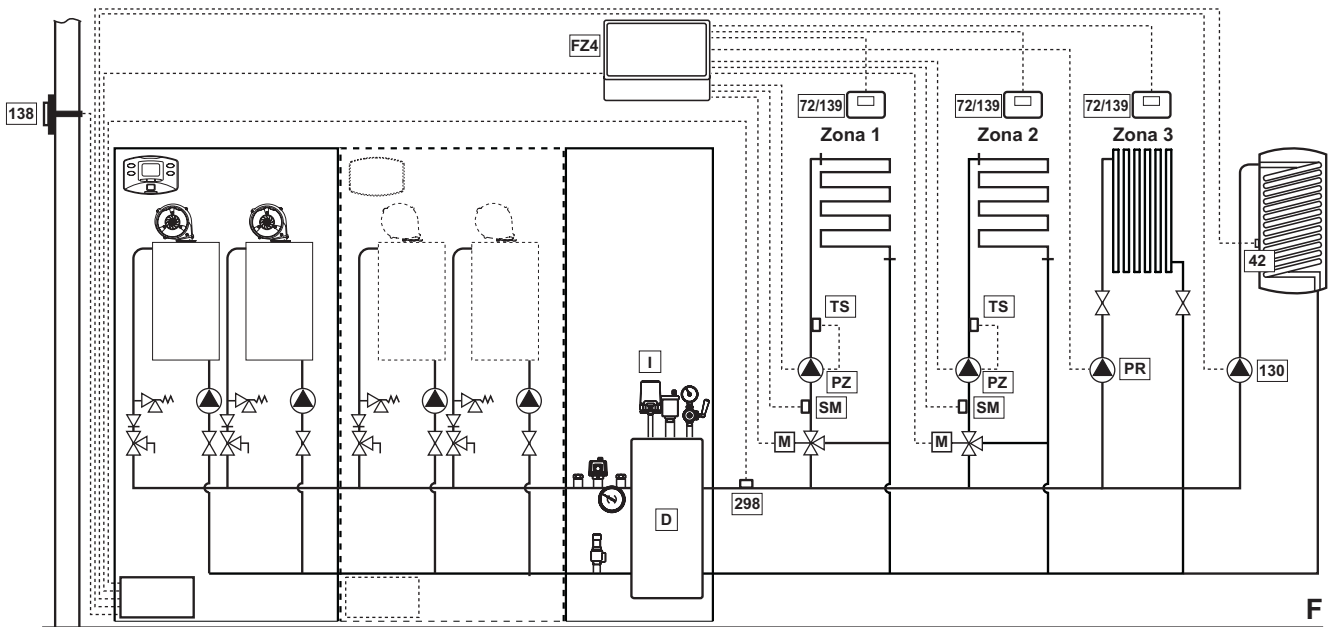 FZ4
138
72/139
72/139
72/139
Zona 1
Zona 2
Zona 3
42
TS
TS
I
PZ
PZ
PR
130
SM
SM
M
M
298
D
F